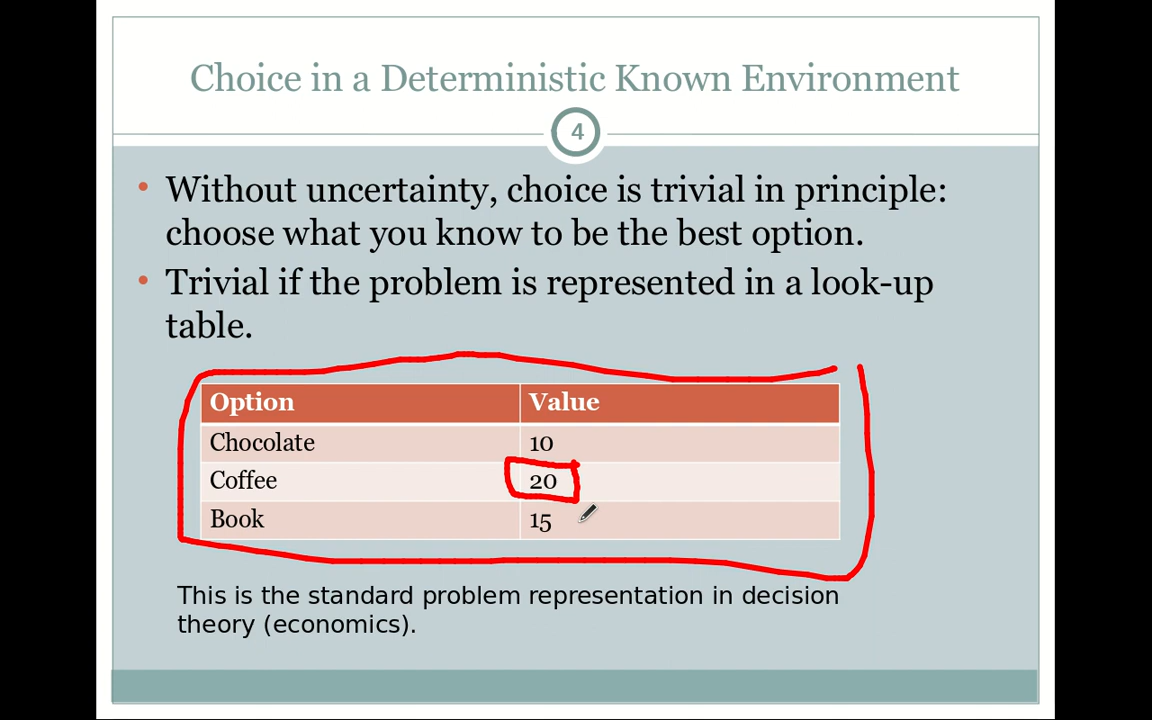 Choice in a Deterministic Known Environment
4
• Without uncertainty, choice is trivial in principle:
choose what you know to be the best option.
• Trivial if the problem is represented in a look-up
table.
Option Value
Chocolate 10
Coffee 20
Book 15
This is the standard problem representation in decision
theory (economics).